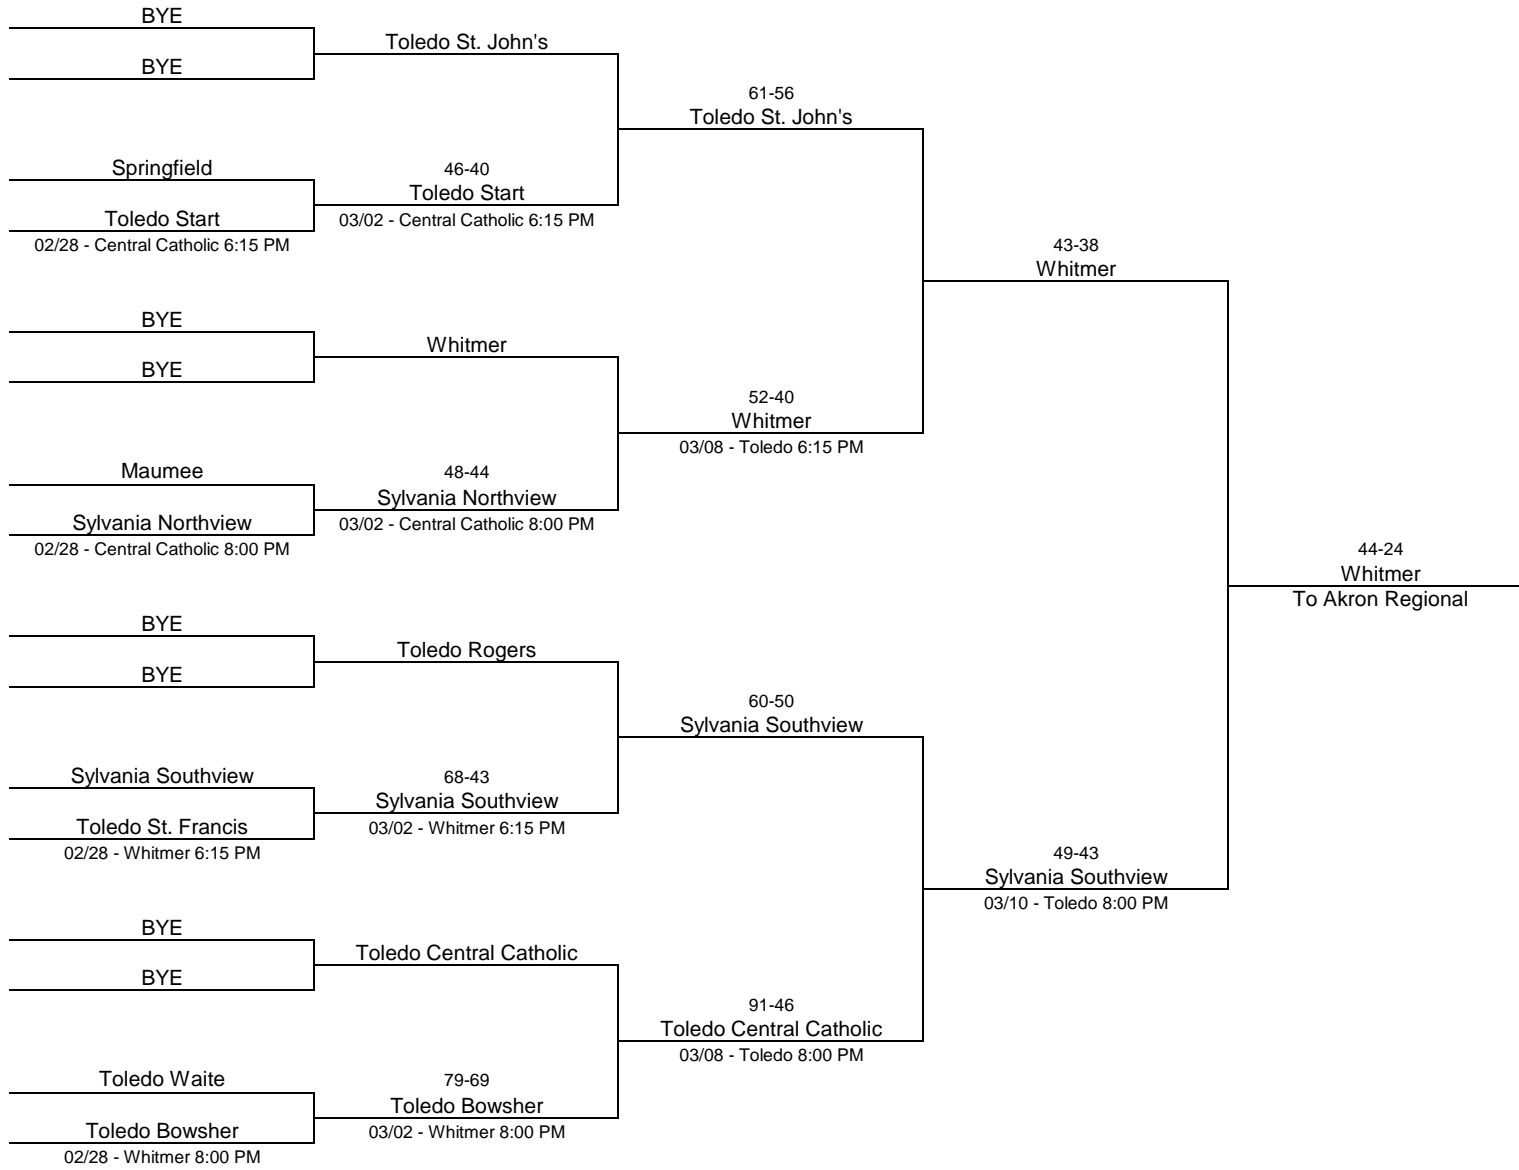 BYE
Toledo St. John's
BYE
61-56
Toledo St. John's
Springfield
46-40
Toledo Start
Toledo Start
03/02 - Central Catholic 6:15 PM
02/28 - Central Catholic 6:15 PM
43-38
Whitmer
BYE
Whitmer
BYE
52-40
Whitmer
03/08 - Toledo 6:15 PM
Maumee
48-44
Sylvania Northview
Sylvania Northview
03/02 - Central Catholic 8:00 PM
02/28 - Central Catholic 8:00 PM
44-24
Whitmer
To Akron Regional
BYE
Toledo Rogers
BYE
60-50
Sylvania Southview
Sylvania Southview
68-43
Sylvania Southview
Toledo St. Francis
03/02 - Whitmer 6:15 PM
02/28 - Whitmer 6:15 PM
49-43
Sylvania Southview
03/10 - Toledo 8:00 PM
BYE
Toledo Central Catholic
BYE
91-46
Toledo Central Catholic
03/08 - Toledo 8:00 PM
Toledo Waite
79-69
Toledo Bowsher
Toledo Bowsher
03/02 - Whitmer 8:00 PM
02/28 - Whitmer 8:00 PM